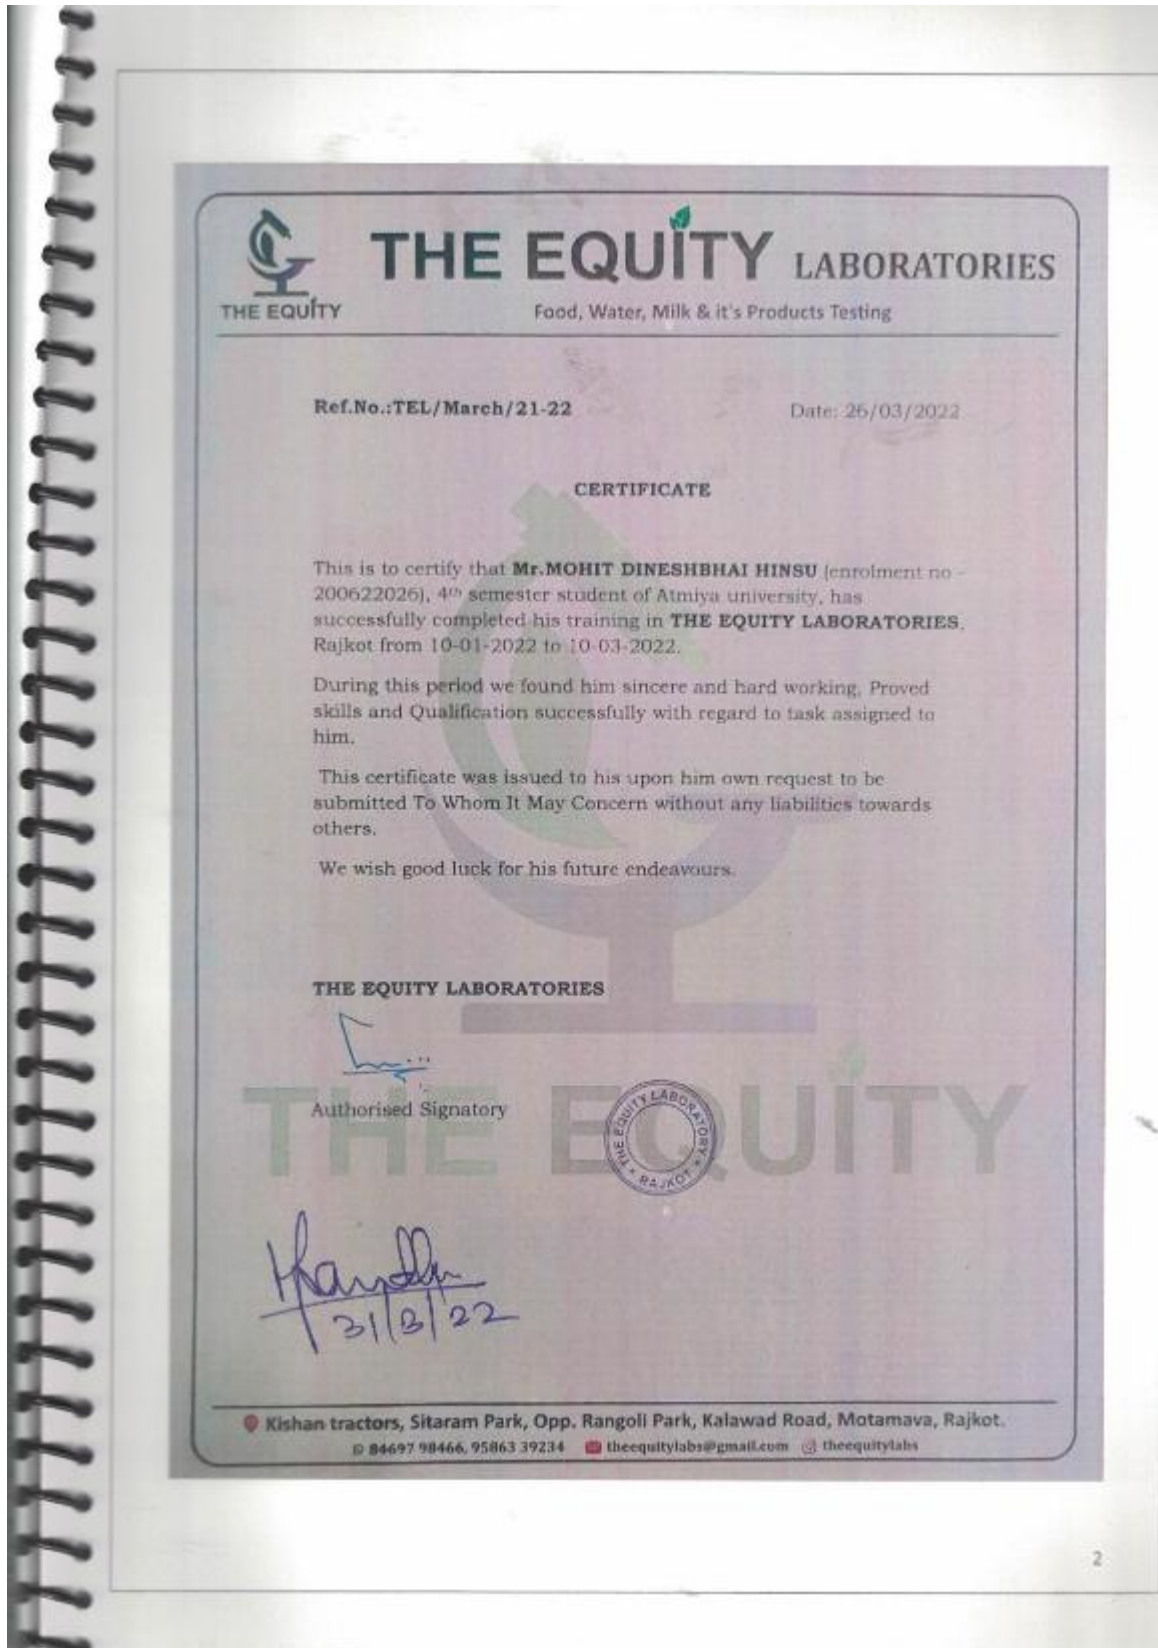 THE EQUITY LABORATORIES
THE EQUITY
Food, Water, Milk & it's Products Testing
Ref.No.:TEL/March/21-22 Date: 26/03/2022
CERTIFICATE
This is to certify that Mr.MOHIT DINESHBHAI HINSU (enrolment no -
200622026), 4th semester student of Atmiya university, has
successfully completed his training in THE EQUITY LABORATORIES,
Rajkot from 10-01-2022 to 10-03-2022.
During this period we found him sincere and hard working, Proved
skills and Qualification successfully with regard to task assigned to
him.
This certificate was issued to his upon him own request to be
submitted To Whom It May Concern without any liabilities towards
others.
We wish good luck for his future endeavours.
THE EQUITY LABORATORIES
Authorised Signatory
THE EQUITY LABORATORY
RAJKOT
THE EQUITY
31/3/22
Kishan tractors, Sitaram Park, Opp. Rangoli Park, Kalawad Road, Motamava, Rajkot.
84697 98466, 95863 39234 theequitylabs@gmail.com theequitylabs
2